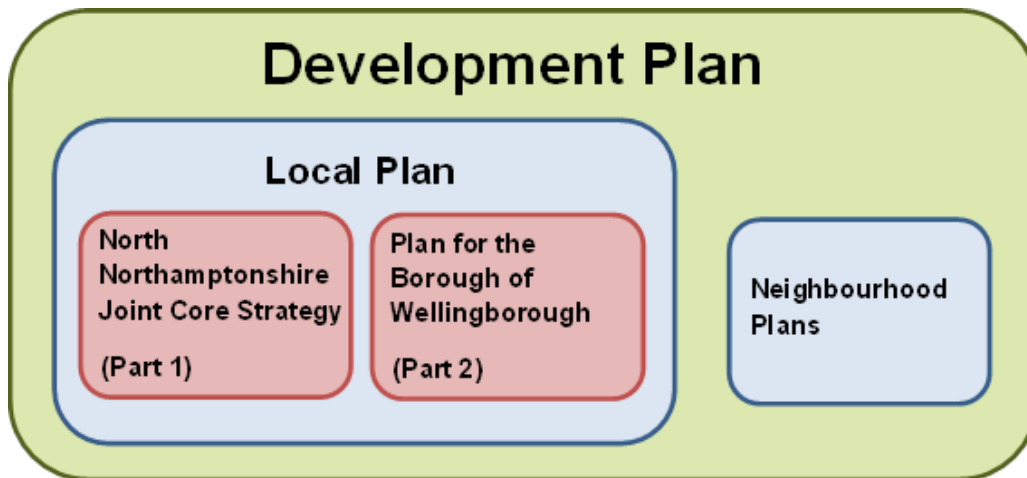 Development Plan
Local Plan
North
Northamptonshire
Joint Core Strategy
(Part 1)
Plan for the
Borough of
Wellingborough
(Part 2)
Neighbourhood
Plans